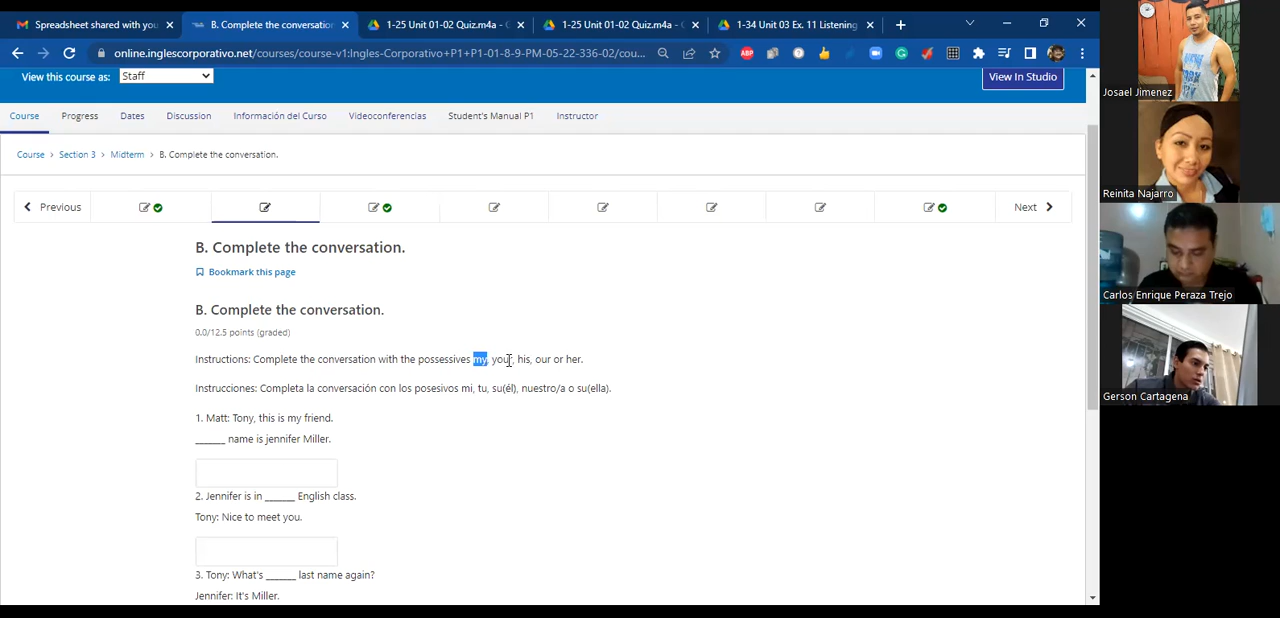 Spreadsheet shared with you
B. Complete the conversation
1-25 Unit 01-02 Quiz.m4a - G
1-25 Unit 01-02 Quiz.m4a - G
1-34 Unit 03 Ex. 11 Listening
online.inglescorporativo.net/courses/course-v1:Ingles-Corporativo+P1+P1-01-8-9-PM-05-22-336-02/cou...
View this course as:
Staff
View In Studio
Course
Progress
Dates
Discussion
Información del Curso
Videoconferencias
Student's Manual P1
Instructor
Course > Section 3 > Midterm > B. Complete the conversation.
Previous
Next
B. Complete the conversation.
Bookmark this page
B. Complete the conversation.
0.0/12.5 points (graded)
Instructions: Complete the conversation with the possessives my, your, his, our or her.
Instrucciones: Completa la conversación con los posesivos mi, tu, su(él), nuestro/a o su(ella).
1. Matt: Tony, this is my friend.
______ name is jennifer Miller.
2. Jennifer is in ______ English class.
Tony: Nice to meet you.
3. Tony: What's ______ last name again?
Jennifer: It's Miller.
Josael Jimenez
Reinita Najarro
Carlos Enrique Peraza Trejo
Gerson Cartagena